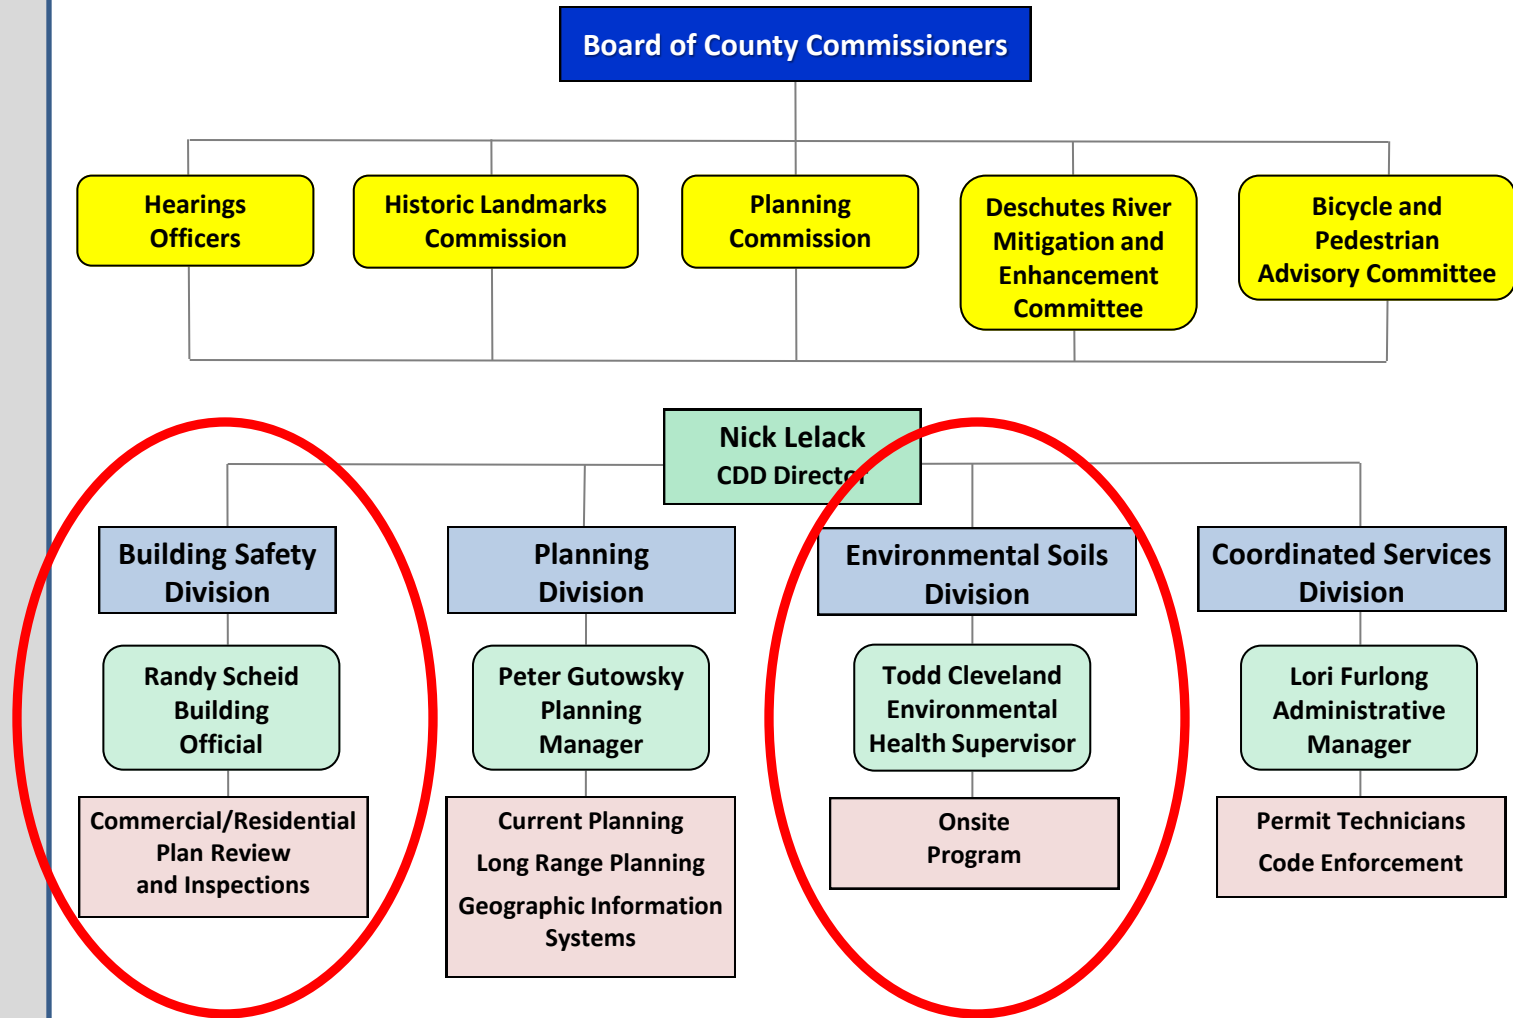 Board of County Commissioners
Hearings
Officers
Historic Landmarks
Commission
Planning
Commission
Deschutes River
Mitigation and
Enhancement
Committee
Bicycle and
Pedestrian
Advisory Committee
Nick Lelack
CDD Director
Building Safety
Division
Planning
Division
Environmental Soils
Division
Coordinated Services
Division
Randy Scheid
Building
Official
Peter Gutowsky
Planning
Manager
Todd Cleveland
Environmental
Health Supervisor
Lori Furlong
Administrative
Manager
Commercial/Residential
Plan Review
and Inspections
Current Planning
Long Range Planning
Geographic Information
Systems
Onsite
Program
Permit Technicians
Code Enforcement